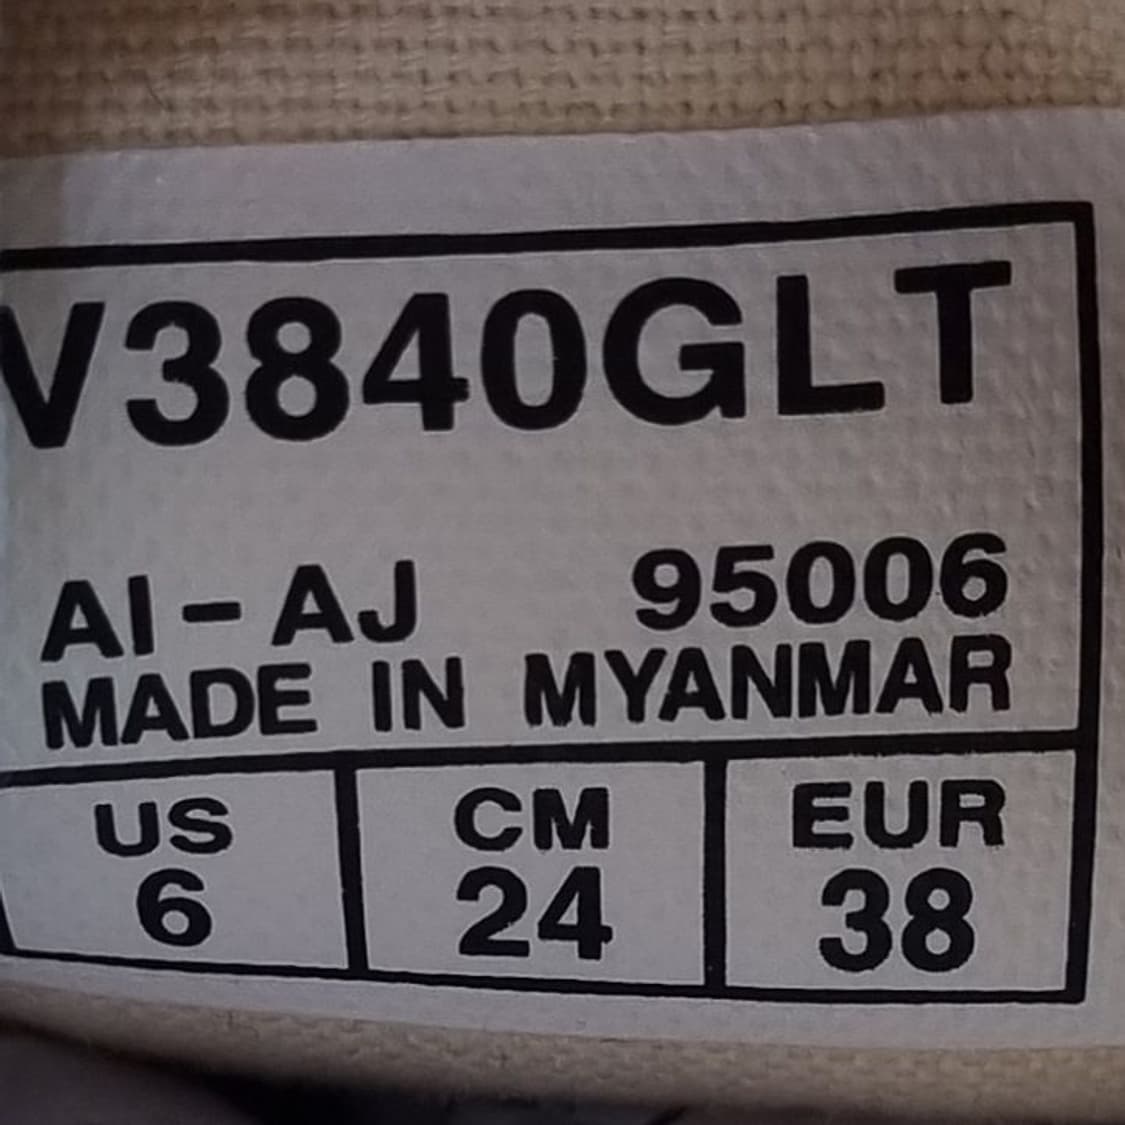 V3840GLT
AI-AJ 95006
MADE IN MYANMAR
US CM EUR
6 24 38